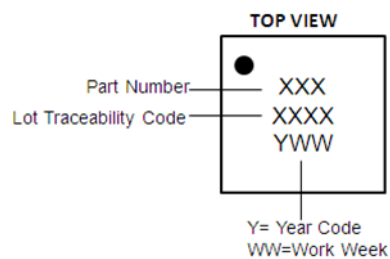 TOP VIEW
Part Number
XXX
Lot Traceability Code
XXXX
YWW
Y= Year Code
WW=Work Week